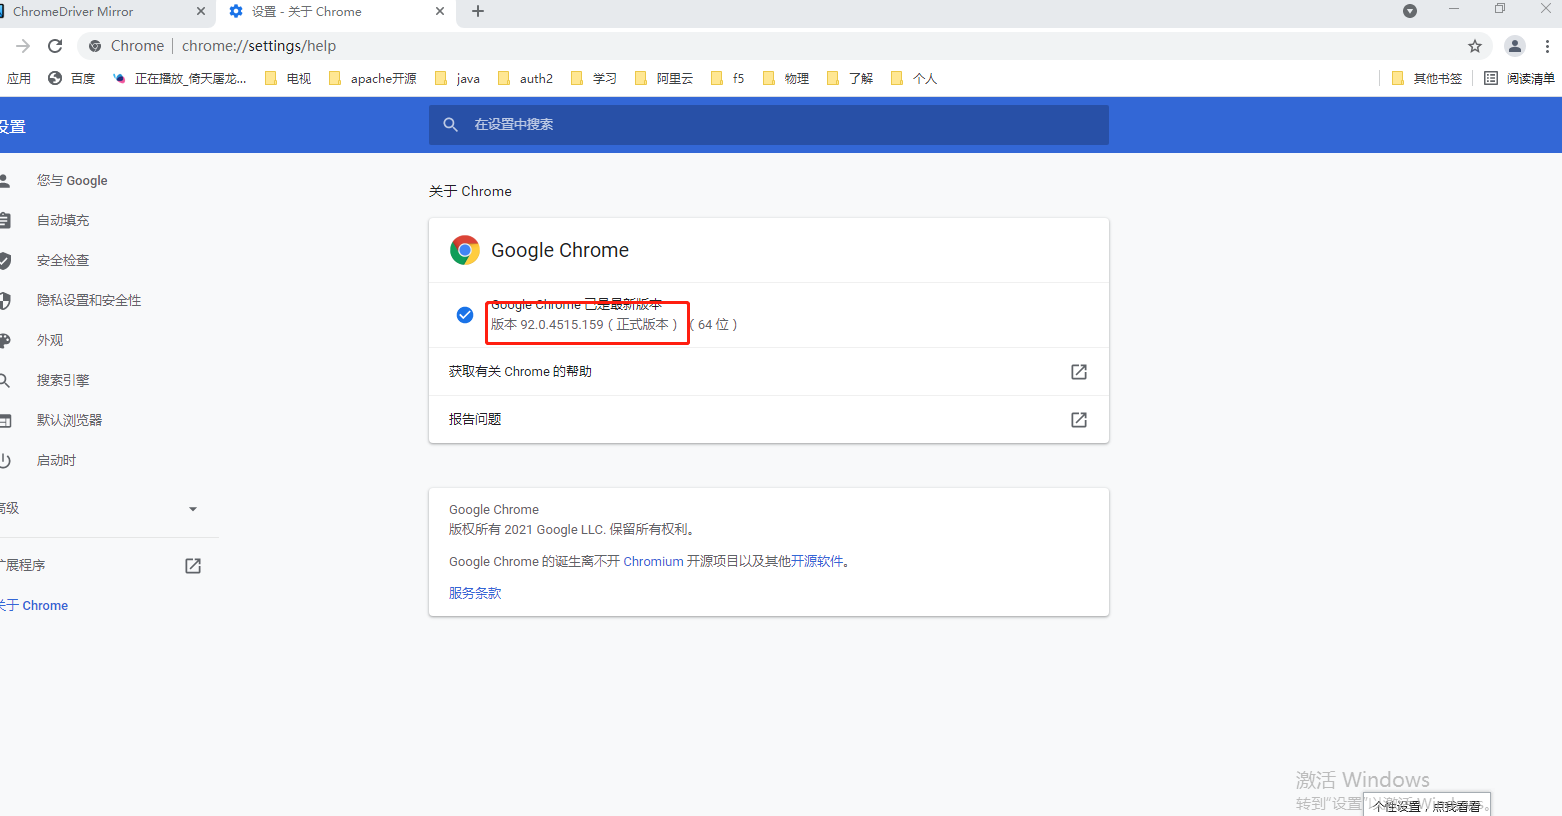 ChromeDriver Mirror
设置 - 关于 Chrome
Chrome | chrome://settings/help
应用 百度 正在播放_倚天屠龙... 电视 apache开源 java auth2 学习 阿里云 f5 物理 了解 个人 其他书签 阅读清单
设置
在设置中搜索
您与 Google
自动填充
安全检查
隐私设置和安全性
外观
搜索引擎
默认浏览器
启动时
高级
扩展程序
关于 Chrome
关于 Chrome
Google Chrome
Google Chrome 已是最新版本
版本 92.0.4515.159（正式版本） （64 位）
获取有关 Chrome 的帮助
报告问题
Google Chrome
版权所有 2021 Google LLC. 保留所有权利。
Google Chrome 的诞生离不开 Chromium 开源项目以及其他开源软件。
服务条款
激活 Windows
转到"设置"以激活 Windows。
个性设置，点我看看